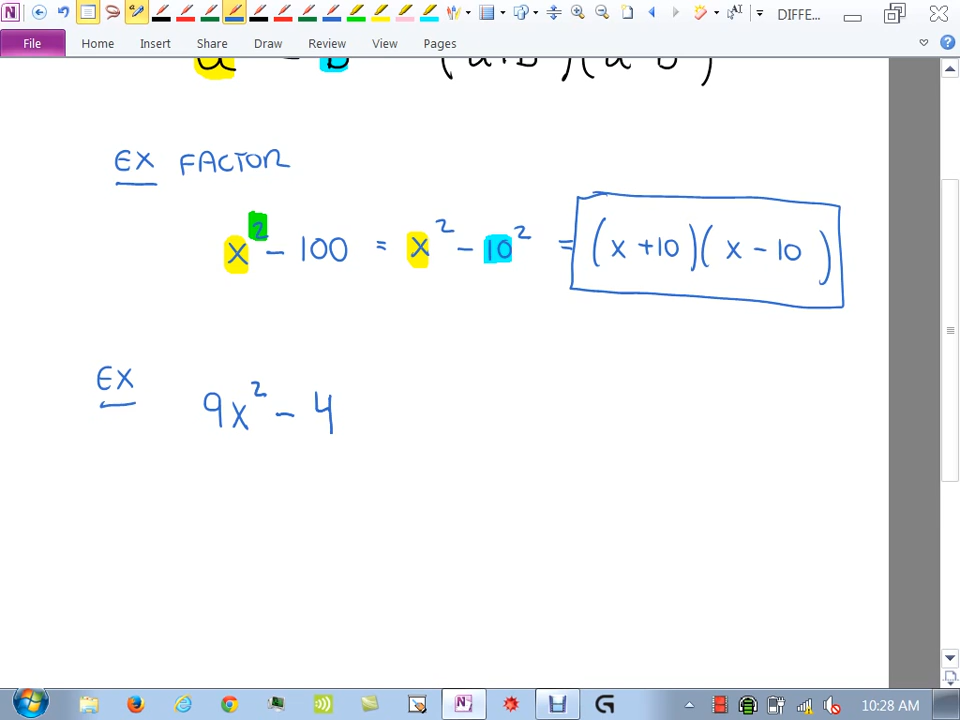 DIFFE...
File Home Insert Share Draw Review View Pages
EX FACTOR
x² - 100 = x² - 10² = (x +10)(x - 10)
EX
9x² - 4
10:28 AM